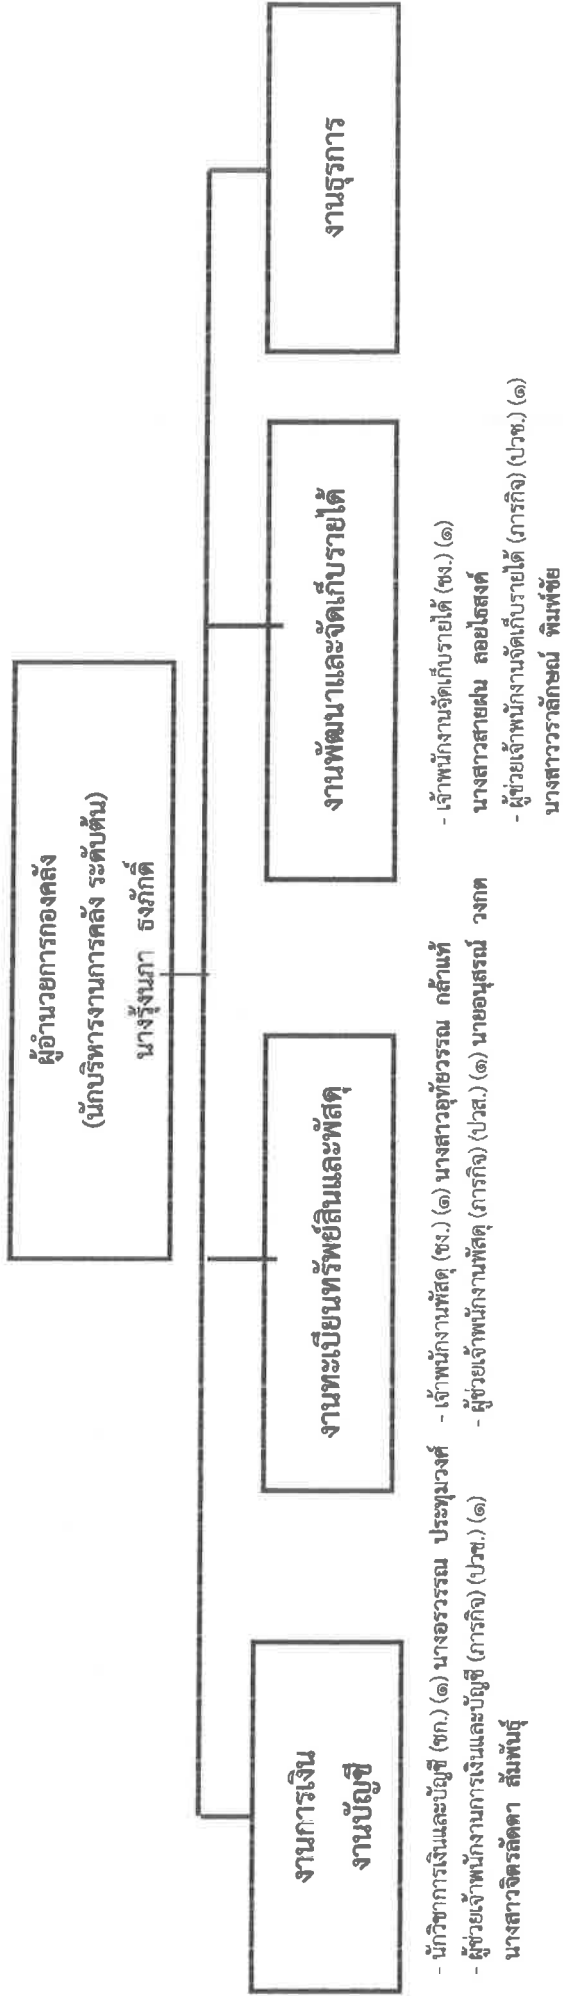 ผู้อำนวยการกองคลัง
(นักบริหารงานการคลัง ระดับต้น)
นางรุ้งนภา ธงภักดิ์
งานการเงิน
งานบัญชี
- นักวิชาการเงินและบัญชี (ชก.) (๑) นางอรวรรณ ประทุมวงศ์
- ผู้ช่วยเจ้าพนักงานการเงินและบัญชี (ภารกิจ) (ปวช.) (๑)
นางสาวจิตรลัดดา สัมพันธุ์
งานทะเบียนทรัพย์สินและพัสดุ
- เจ้าพนักงานพัสดุ (ชง.) (๑) นางสาวอุทัยวรรณ กล้าแท้
- ผู้ช่วยเจ้าพนักงานพัสดุ (ภารกิจ) (ปวส.) (๑) นายอนุสรณ์ วงกต
งานพัฒนาและจัดเก็บรายได้
- เจ้าพนักงานจัดเก็บรายได้ (ชง.) (๑)
นางสาวสายฝน ลอยไธสงค์
- ผู้ช่วยเจ้าพนักงานจัดเก็บรายได้ (ภารกิจ) (ปวช.) (๑)
นางสาววราลักษณ์ พิมพ์ชัย
งานธุรการ